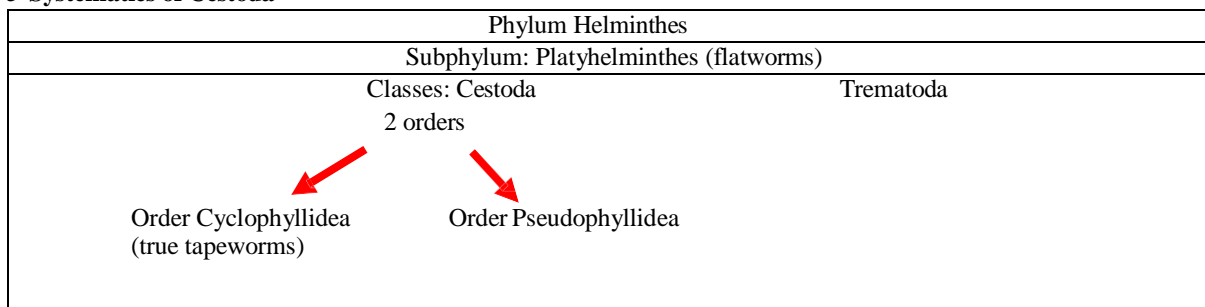 Phylum Helminthes
Subphylum: Platyhelminthes (flatworms)
Classes: Cestoda Trematoda
2 orders
Order Cyclophyllidea Order Pseudophyllidea
(true tapeworms)